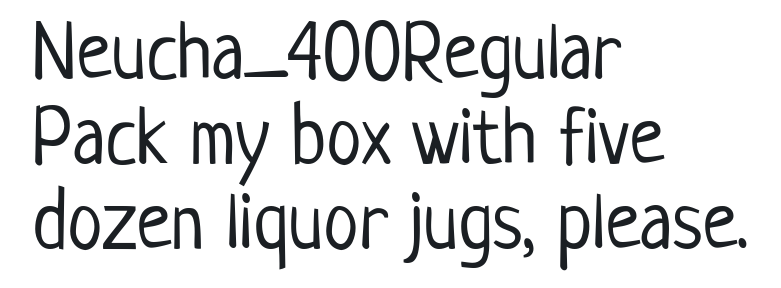 Neucha_400Regular
Pack my box with five
dozen liquor jugs, please.